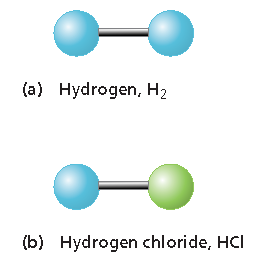 (a) Hydrogen, H₂
(b) Hydrogen chloride, HCl